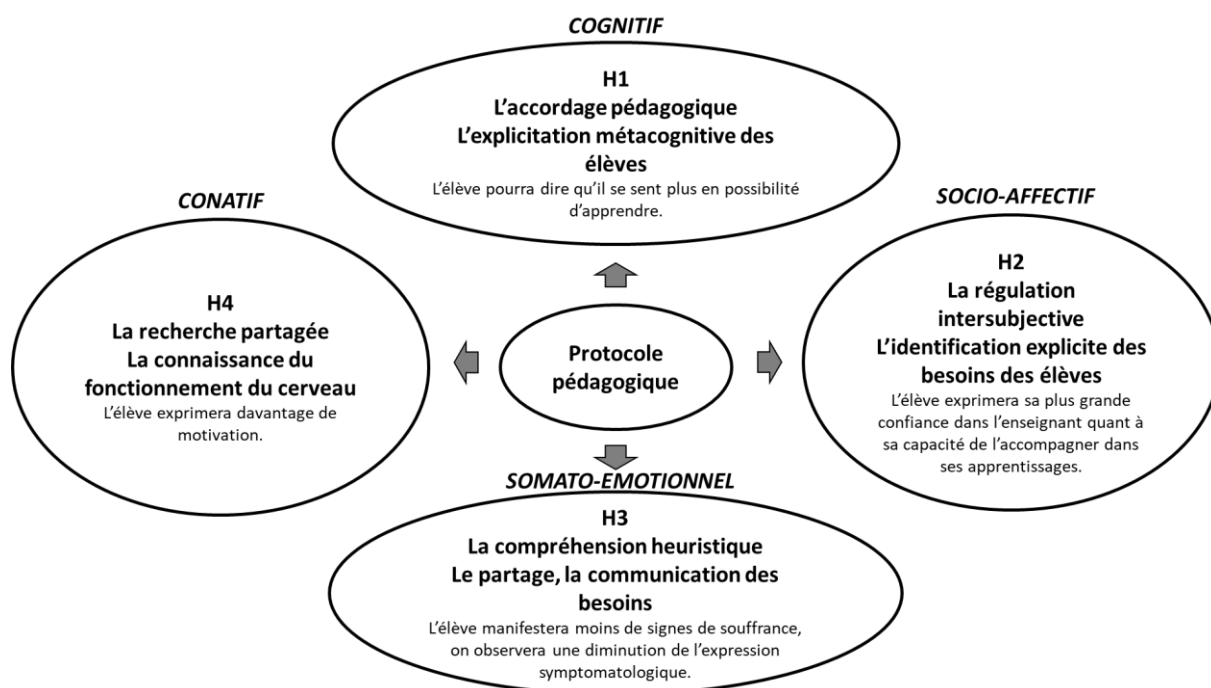 COGNITIF
H1
L'accordage pédagogique
L'explicitation métacognitive des
élèves
L'élève pourra dire qu'il se sent plus en possibilité
d'apprendre.
CONATIF
H4
La recherche partagée
La connaissance du
fonctionnement du cerveau
L'élève exprimera davantage de
motivation.
Protocole
pédagogique
SOCIO-AFFECTIF
H2
La régulation
intersubjective
L'identification explicite des
besoins des élèves
L'élève exprimera sa plus grande
confiance dans l'enseignant quant à
sa capacité de l'accompagner dans
ses apprentissages.
SOMATO-EMOTIONNEL
H3
La compréhension heuristique
Le partage, la communication des
besoins
L'élève manifestera moins de signes de souffrance,
on observera une diminution de l'expression
symptomatologique.